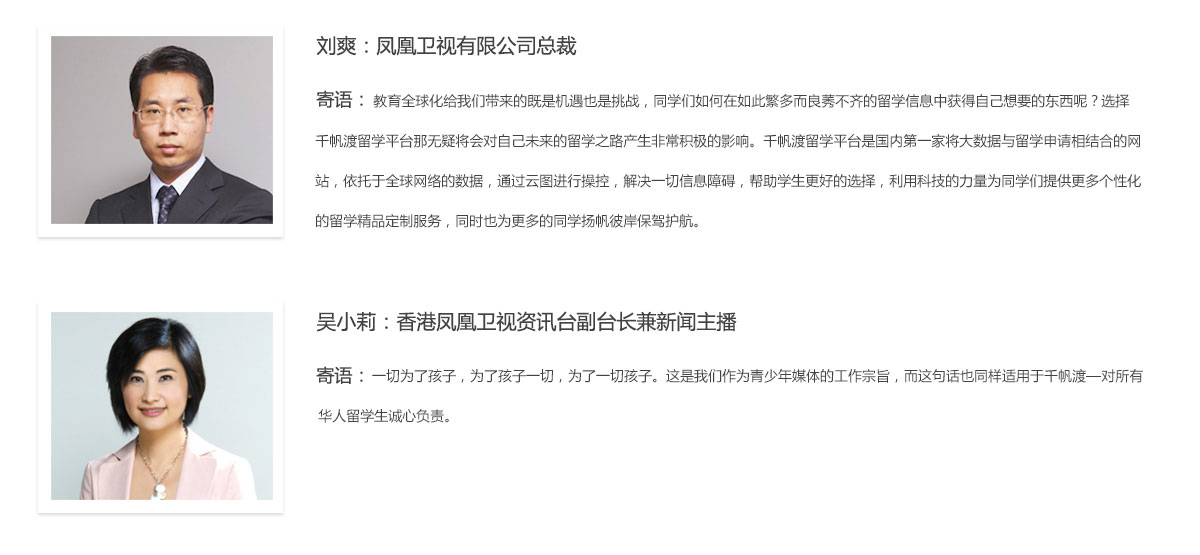 刘爽：凤凰卫视有限公司总裁
寄语： 教育全球化给我们带来的既是机遇也是挑战，同学们如何在如此繁多而良莠不齐的留学信息中获得自己想要的东西呢？选择
千帆渡留学平台那无疑将会对自己未来的留学之路产生非常积极的影响。千帆渡留学平台是国内第一家将大数据与留学申请相结合的网
站，依托于全球网络的数据，通过云图进行操控，解决一切信息障碍，帮助学生更好的选择，利用科技的力量为同学们提供更多个性化
的留学精品定制服务，同时也为更多的同学扬帆彼岸保驾护航。
吴小莉：香港凤凰卫视资讯台副台长兼新闻主播
寄语： 一切为了孩子，为了孩子一切，为了一切孩子。这是我们作为青少年媒体的工作宗旨，而这句话也同样适用于千帆渡—对所有
华人留学生诚心负责。